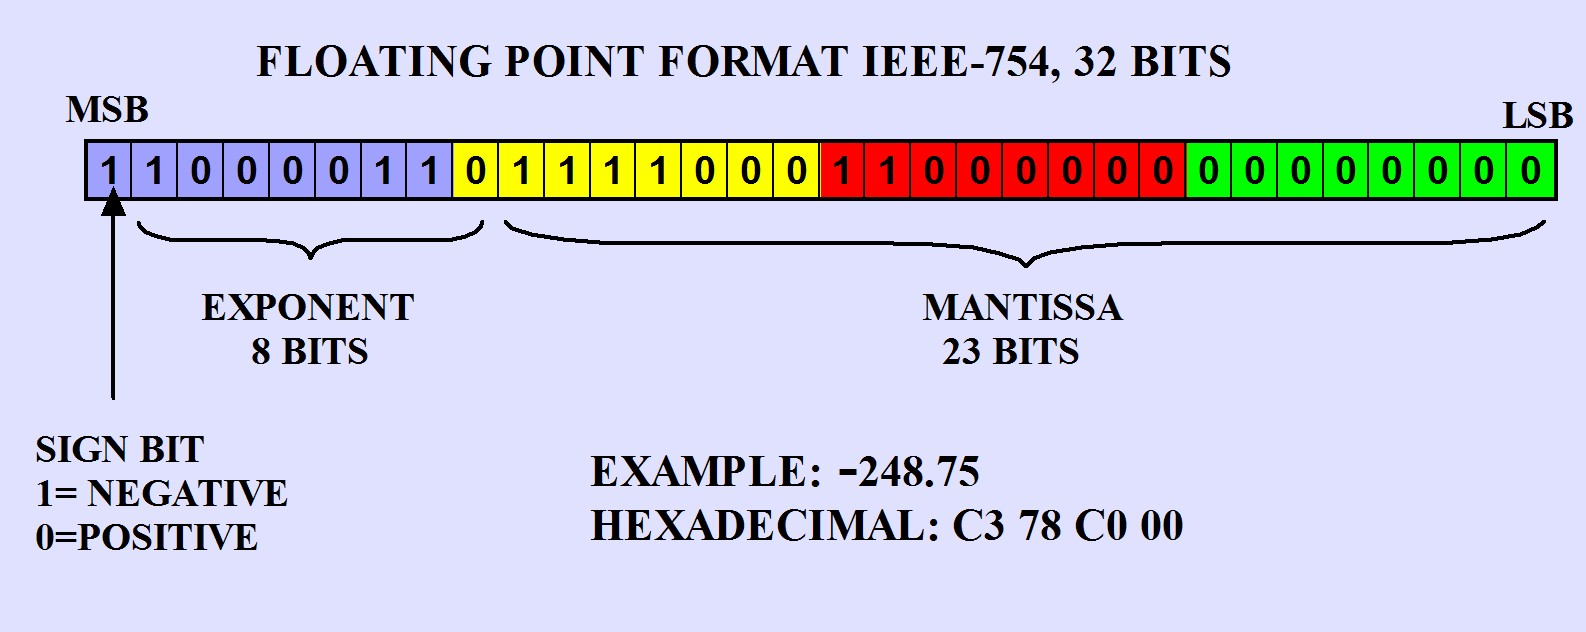 FLOATING POINT FORMAT IEEE-754, 32 BITS
MSB
LSB
1 1 0 0 0 0 1 1 0 1 1 1 1 0 0 0 1 1 0 0 0 0 0 0 0 0 0 0 0 0 0 0
EXPONENT
8 BITS
MANTISSA
23 BITS
SIGN BIT
1= NEGATIVE
0=POSITIVE
EXAMPLE: -248.75
HEXADECIMAL: C3 78 C0 00